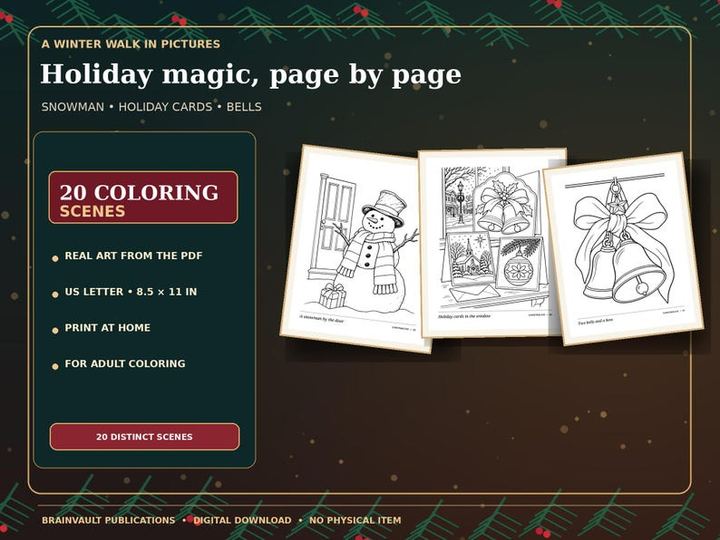 A WINTER WALK IN PICTURES
Holiday magic, page by page
SNOWMAN • HOLIDAY CARDS • BELLS
20 COLORING
SCENES
REAL ART FROM THE PDF
US LETTER • 8.5 × 11 IN
PRINT AT HOME
FOR ADULT COLORING
20 DISTINCT SCENES
A snowman by the door
Holiday cards in the window
Two bells and a bow
BRAINVAULT PUBLICATIONS • DIGITAL DOWNLOAD • NO PHYSICAL ITEM